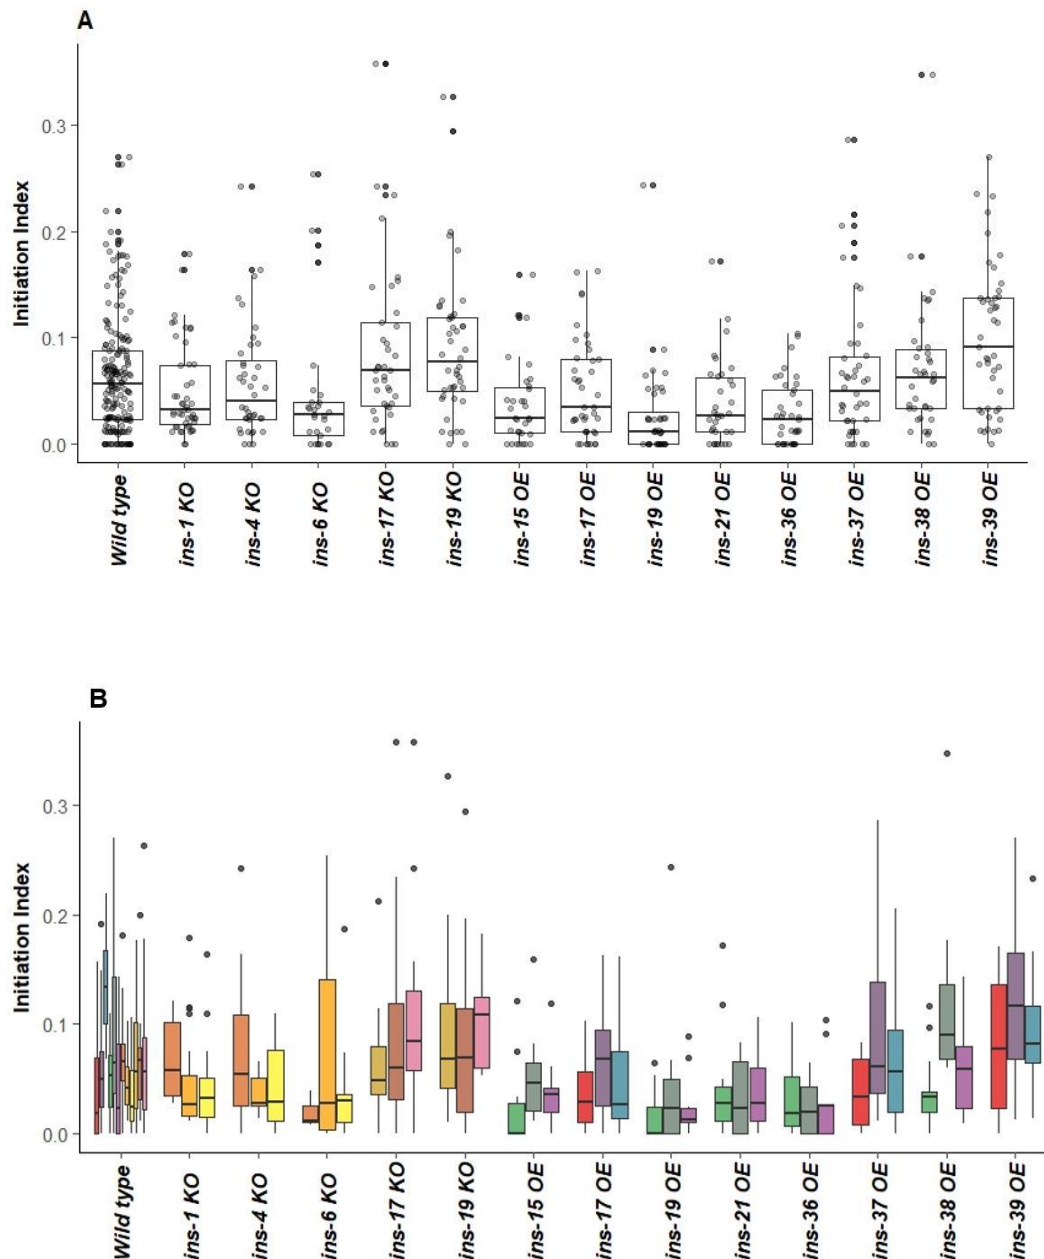 A
Initiation Index
0.3
0.2
0.1
0.0
Wild type
ins-1 KO
ins-4 KO
ins-6 KO
ins-17 KO
ins-19 KO
ins-15 OE
ins-17 OE
ins-19 OE
ins-21 OE
ins-36 OE
ins-37 OE
ins-38 OE
ins-39 OE
B
Initiation Index
0.3
0.2
0.1
0.0
Wild type
ins-1 KO
ins-4 KO
ins-6 KO
ins-17 KO
ins-19 KO
ins-15 OE
ins-17 OE
ins-19 OE
ins-21 OE
ins-36 OE
ins-37 OE
ins-38 OE
ins-39 OE